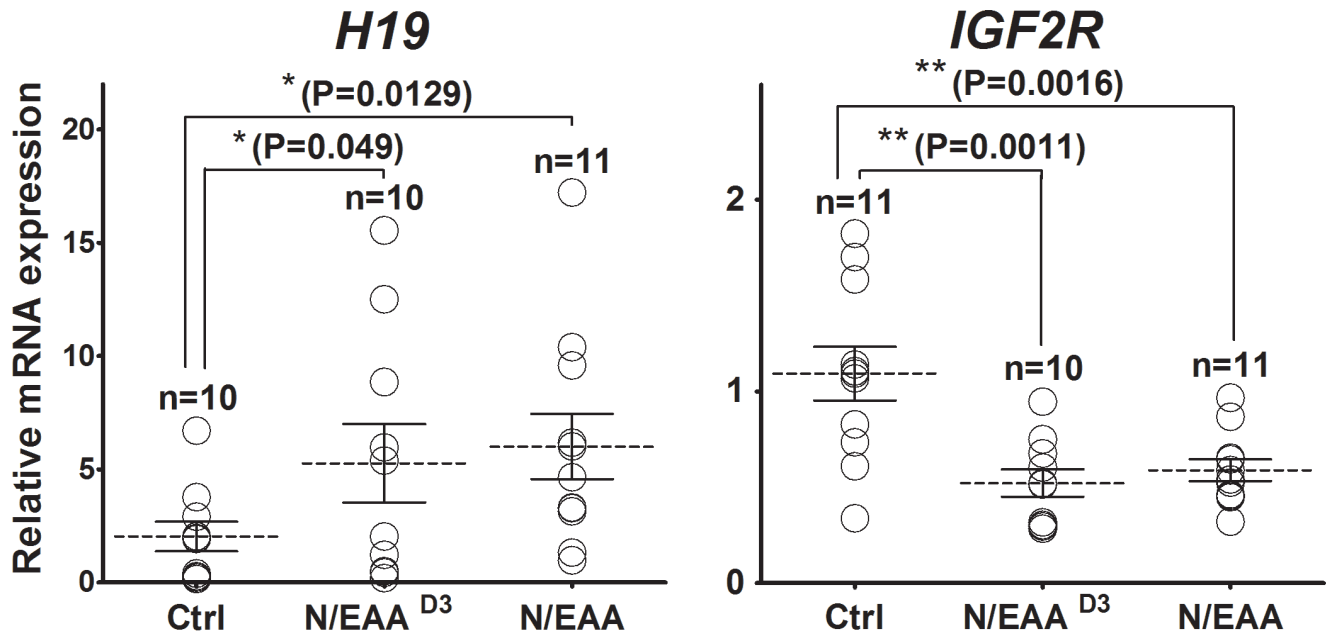 H19
IGF2R
Relative mRNA expression
* (P=0.0129)
* (P=0.049)
n=10
n=10
n=11
20
15
10
5
0
Ctrl
N/EAA D3
N/EAA
** (P=0.0016)
** (P=0.0011)
n=11
n=10
n=11
2
1
0
Ctrl
N/EAA D3
N/EAA